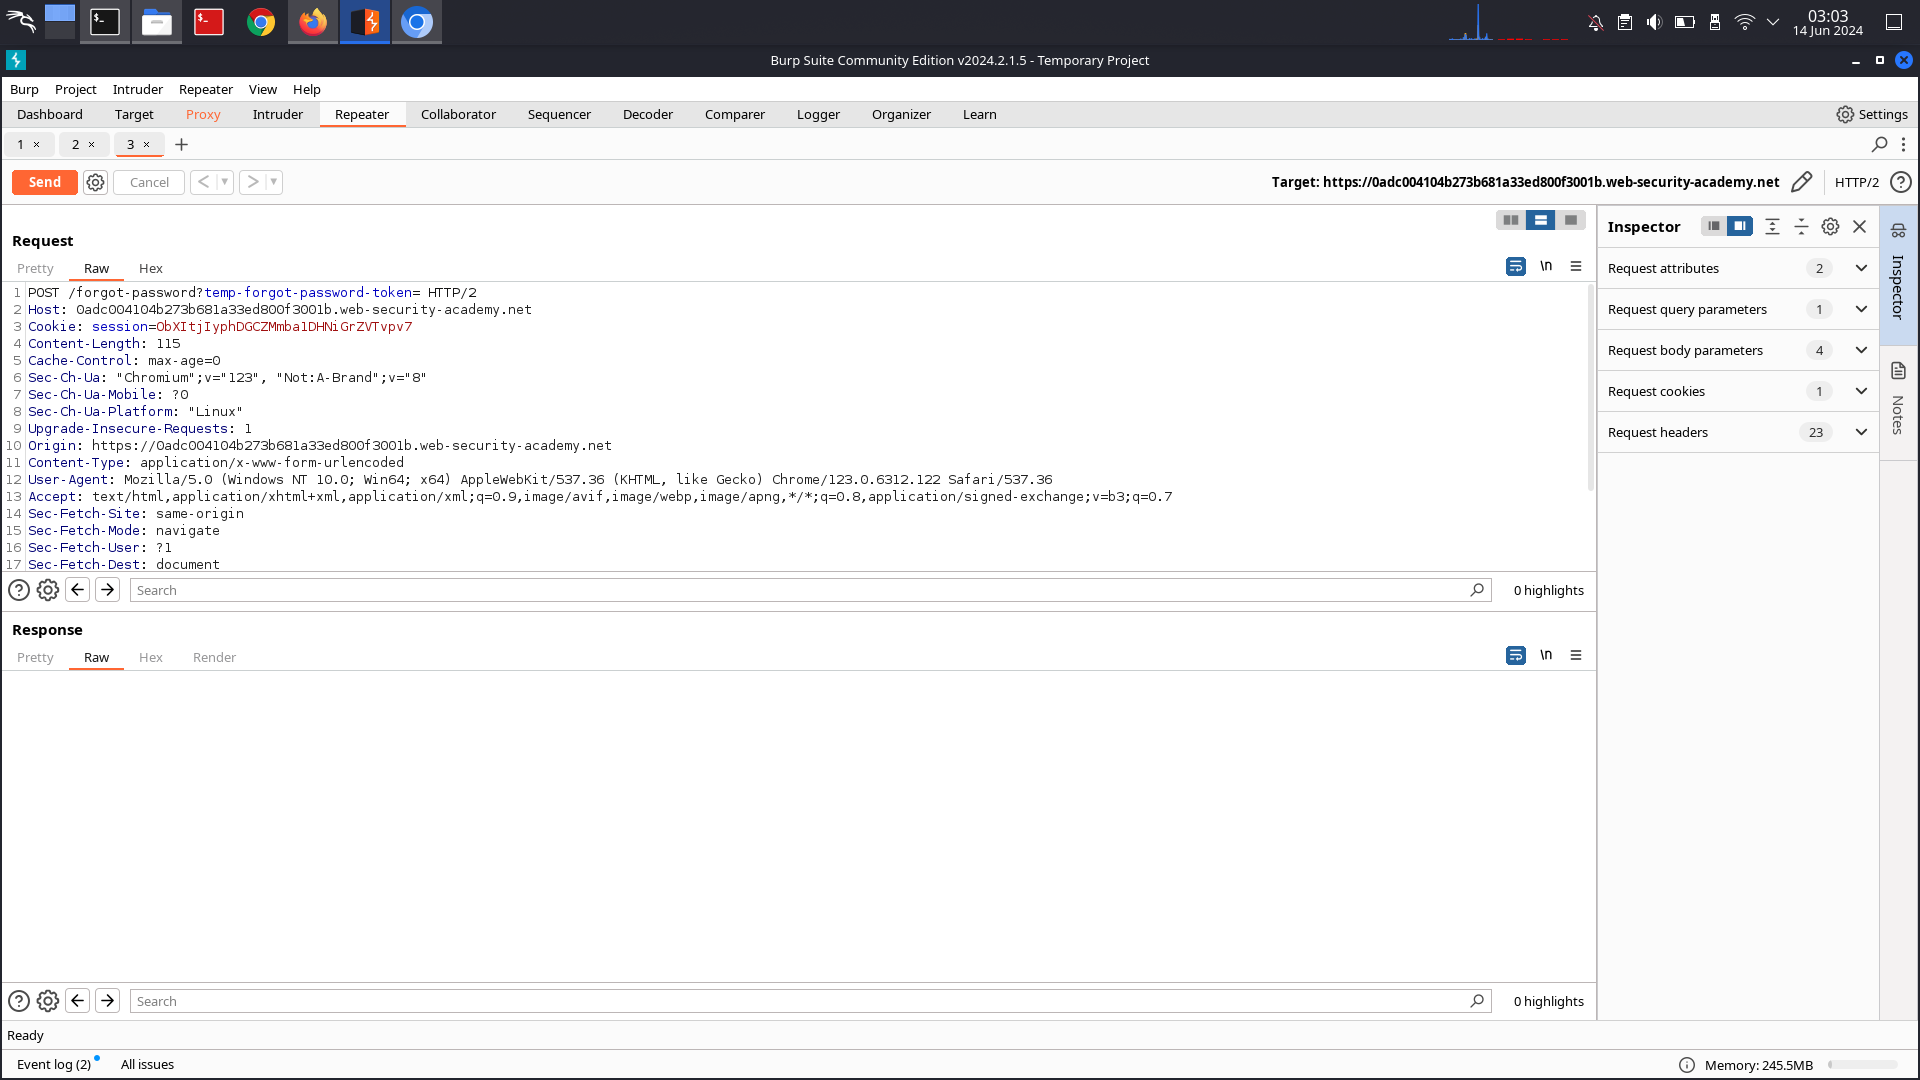 03:03
14 Jun 2024
Burp Suite Community Edition v2024.2.1.5 - Temporary Project
Burp Project Intruder Repeater View Help
Dashboard Target Proxy Intruder Repeater Collaborator Sequencer Decoder Comparer Logger Organizer Learn Settings
1 × 2 × 3 × +
Send Cancel < > Target: https://0adc004104b273b681a33ed800f3001b.web-security-academy.net HTTP/2
Request
Pretty Raw Hex \n
1 POST /forgot-password?temp-forgot-password-token= HTTP/2
2 Host: 0adc004104b273b681a33ed800f3001b.web-security-academy.net
3 Cookie: session=ObXItjIyphDGCZMmba1DHNiGrZVTvpv7
4 Content-Length: 115
5 Cache-Control: max-age=0
6 Sec-Ch-Ua: "Chromium";v="123", "Not:A-Brand";v="8"
7 Sec-Ch-Ua-Mobile: ?0
8 Sec-Ch-Ua-Platform: "Linux"
9 Upgrade-Insecure-Requests: 1
10 Origin: https://0adc004104b273b681a33ed800f3001b.web-security-academy.net
11 Content-Type: application/x-www-form-urlencoded
12 User-Agent: Mozilla/5.0 (Windows NT 10.0; Win64; x64) AppleWebKit/537.36 (KHTML, like Gecko) Chrome/123.0.6312.122 Safari/537.36
13 Accept: text/html,application/xhtml+xml,application/xml;q=0.9,image/avif,image/webp,image/apng,*/*;q=0.8,application/signed-exchange;v=b3;q=0.7
14 Sec-Fetch-Site: same-origin
15 Sec-Fetch-Mode: navigate
16 Sec-Fetch-User: ?1
17 Sec-Fetch-Dest: document
Search 0 highlights
Response
Pretty Raw Hex Render \n
Search 0 highlights
Inspector
Request attributes 2
Request query parameters 1
Request body parameters 4
Request cookies 1
Request headers 23
Inspector
Notes
Ready
Event log (2) All issues Memory: 245.5MB